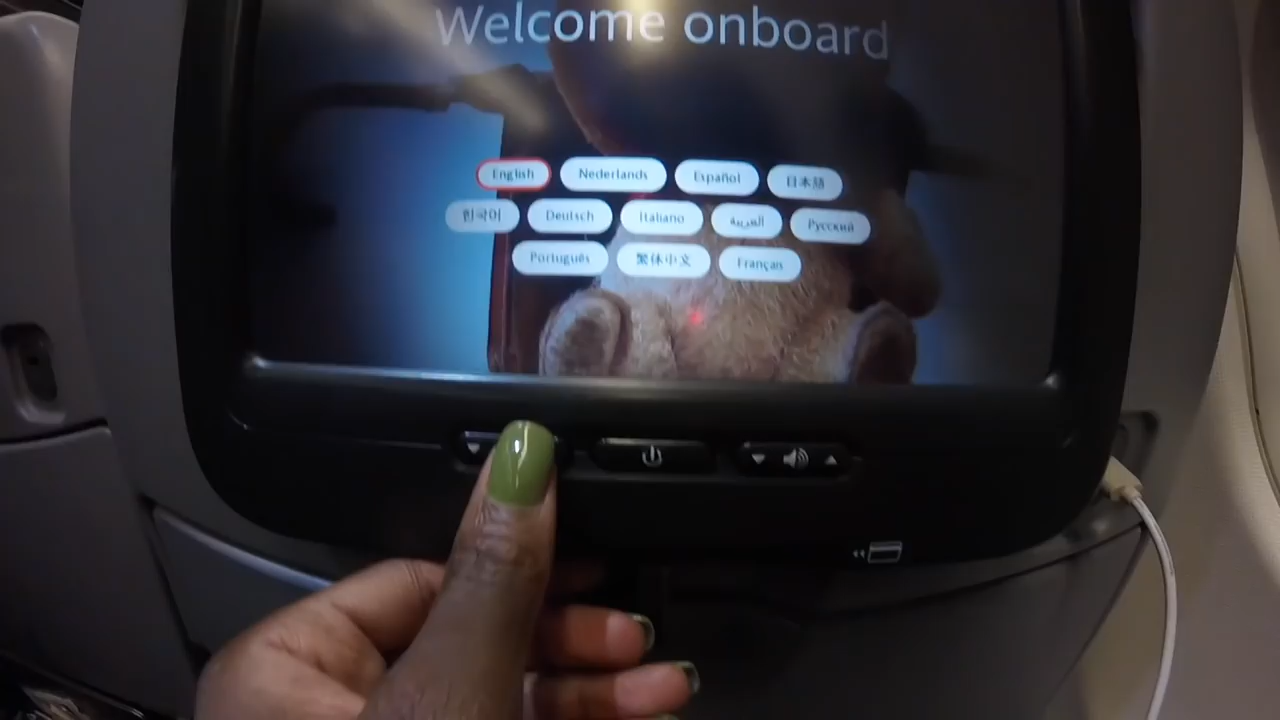 Welcome onboard
English Nederlands Español 日本語
한국어 Deutsch Italiano العربية Русский
Português 繁体中文 Français